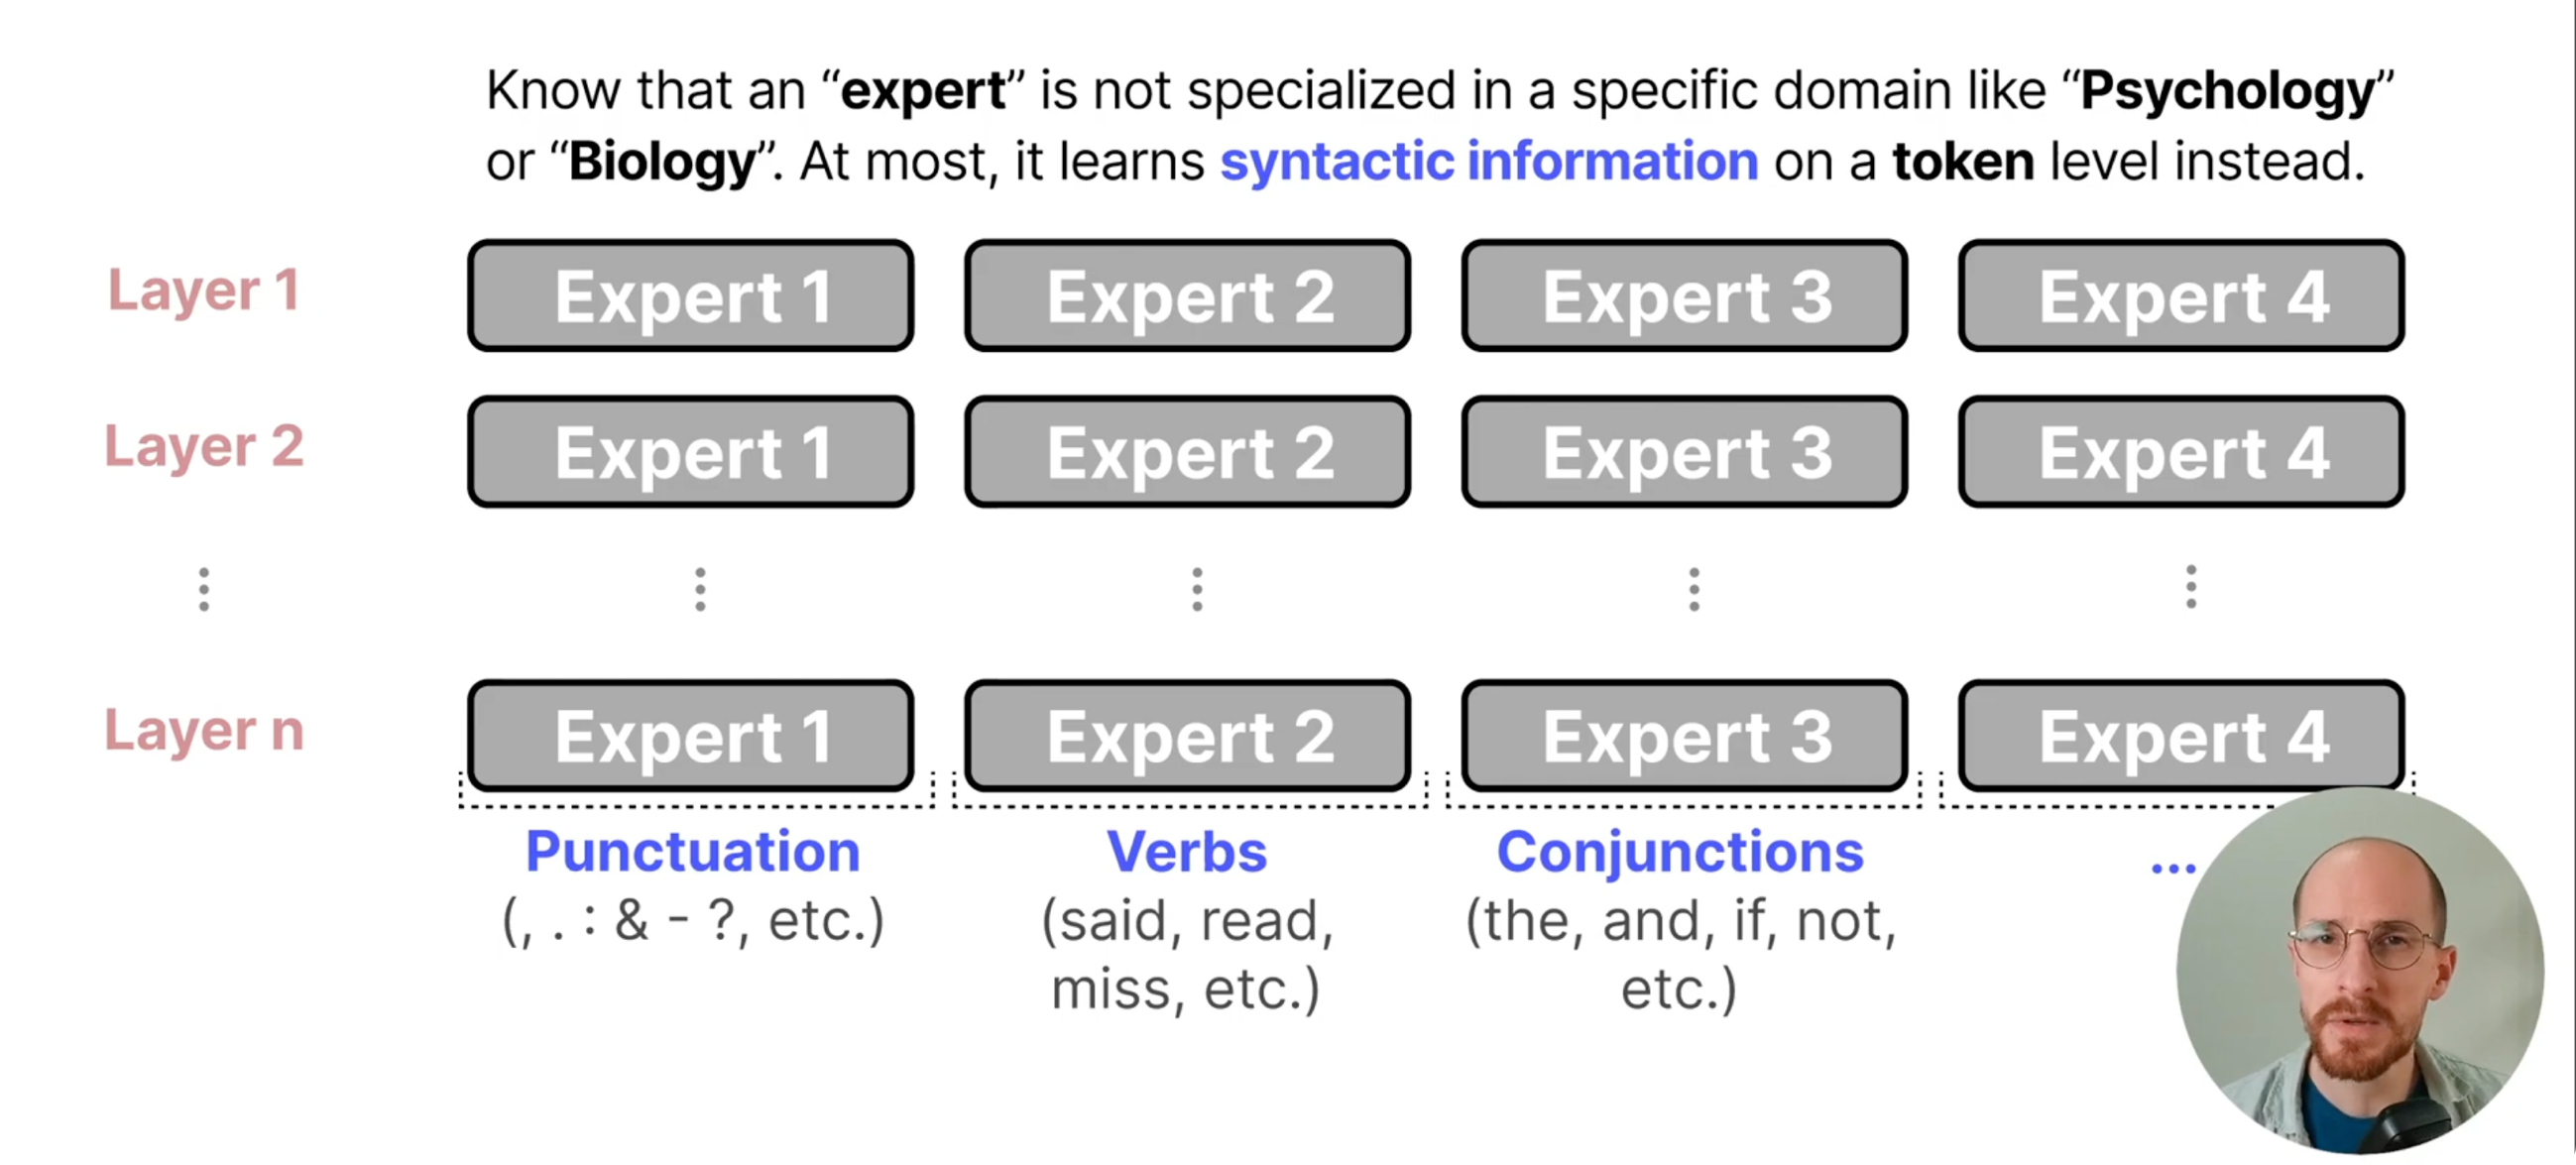 Know that an “expert” is not specialized in a specific domain like “Psychology”
or “Biology”. At most, it learns syntactic information on a token level instead.
Layer 1
Expert 1
Expert 2
Expert 3
Expert 4
Layer 2
Expert 1
Expert 2
Expert 3
Expert 4
Layer n
Expert 1
Expert 2
Expert 3
Expert 4
Punctuation
(, . : & - ?, etc.)
Verbs
(said, read,
miss, etc.)
Conjunctions
(the, and, if, not,
etc.)
...